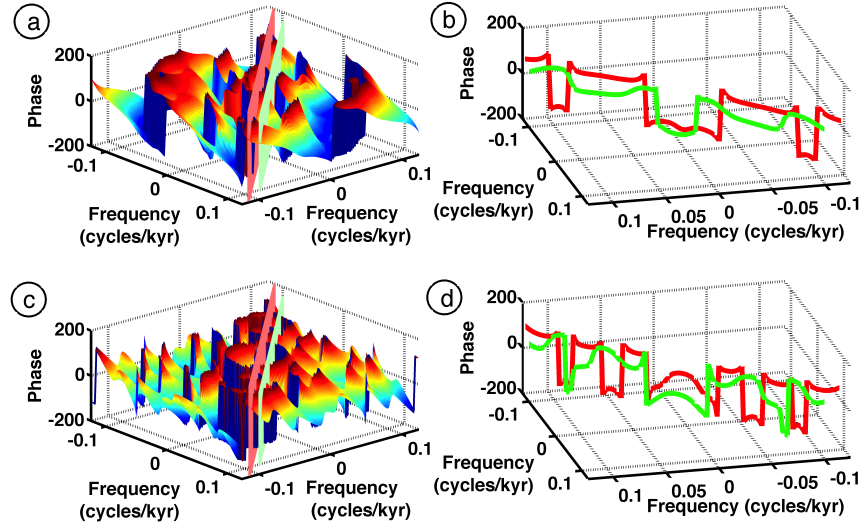 a
200
0
-200
Phase
-0.1
0
0.1
Frequency
(cycles/kyr)
-0.1
0
0.1
Frequency
(cycles/kyr)
b
200
0
-200
Phase
-0.1
0
0.1
Frequency
(cycles/kyr)
0.1
0.05
0
-0.05
-0.1
Frequency (cycles/kyr)
c
200
0
-200
Phase
-0.1
0
0.1
Frequency
(cycles/kyr)
-0.1
0
0.1
Frequency
(cycles/kyr)
d
200
0
-200
Phase
-0.1
0
0.1
Frequency
(cycles/kyr)
0.1
0.05
0
-0.05
-0.1
Frequency (cycles/kyr)